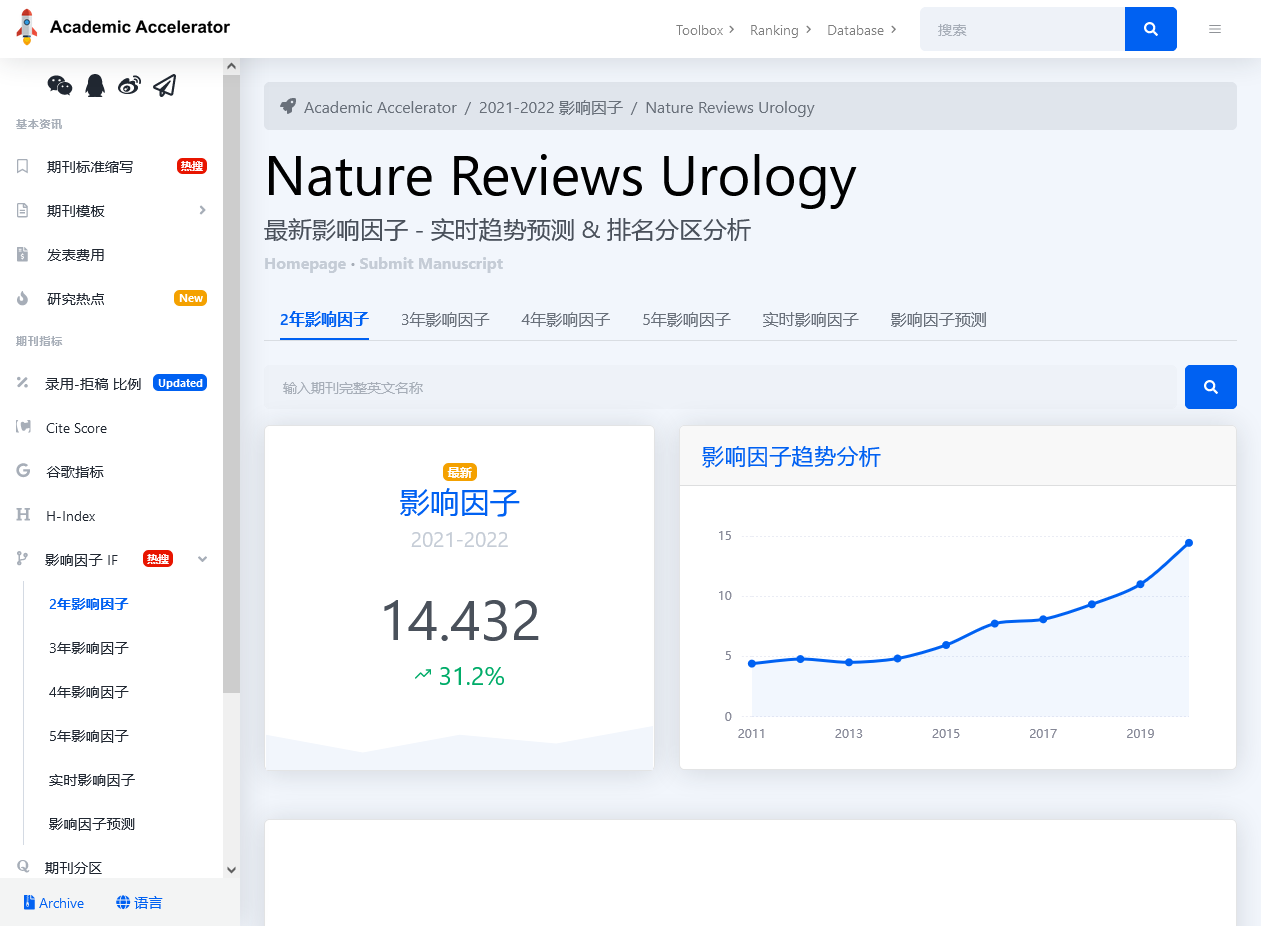 Academic Accelerator
Toolbox
Ranking
Database
搜索
基本资讯
期刊标准缩写 热搜
期刊模板
发表费用
研究热点 New
期刊指标
录用-拒稿 比例 Updated
Cite Score
谷歌指标
H-Index
影响因子 IF 热搜
2年影响因子
3年影响因子
4年影响因子
5年影响因子
实时影响因子
影响因子预测
期刊分区
Archive 语言
Academic Accelerator / 2021-2022 影响因子 / Nature Reviews Urology
Nature Reviews Urology
最新影响因子 - 实时趋势预测 & 排名分区分析
Homepage • Submit Manuscript
2年影响因子 3年影响因子 4年影响因子 5年影响因子 实时影响因子 影响因子预测
输入期刊完整英文名称
最新
影响因子
2021-2022
14.432
31.2%
影响因子趋势分析
15
10
5
0
2011 2013 2015 2017 2019